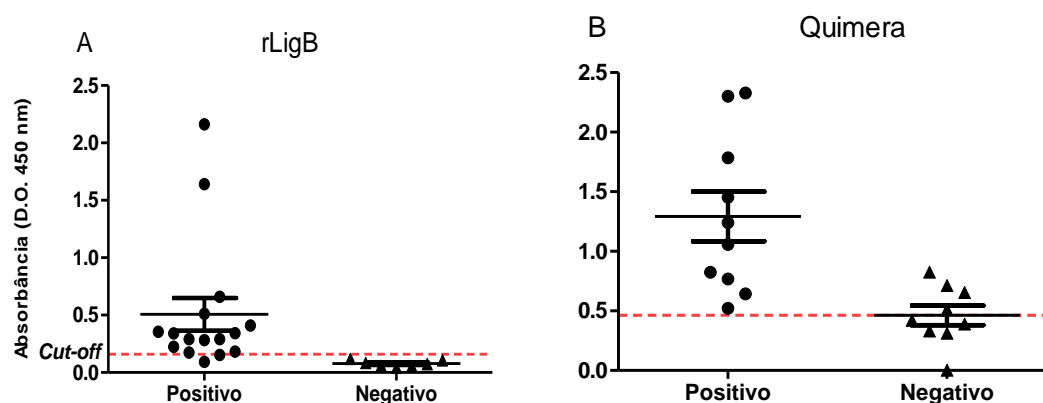 A
rLigB
Absorbância (D.O. 450 nm)
2.5
2.0
1.5
1.0
0.5
Cut-off
0.0
Positivo
Negativo
B
Quimera
2.5
2.0
1.5
1.0
0.5
0.0
Positivo
Negativo